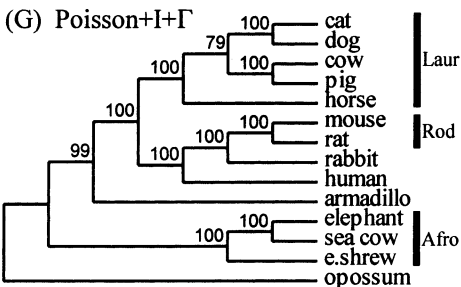 (G) Poisson+I+Γ
100 cat
79 dog
100 cow Laur
100 pig
horse
100 100 mouse
100 rat Rod
100 rabbit
99 human
armadillo
100 elephant
100 sea cow Afro
e.shrew
opossum